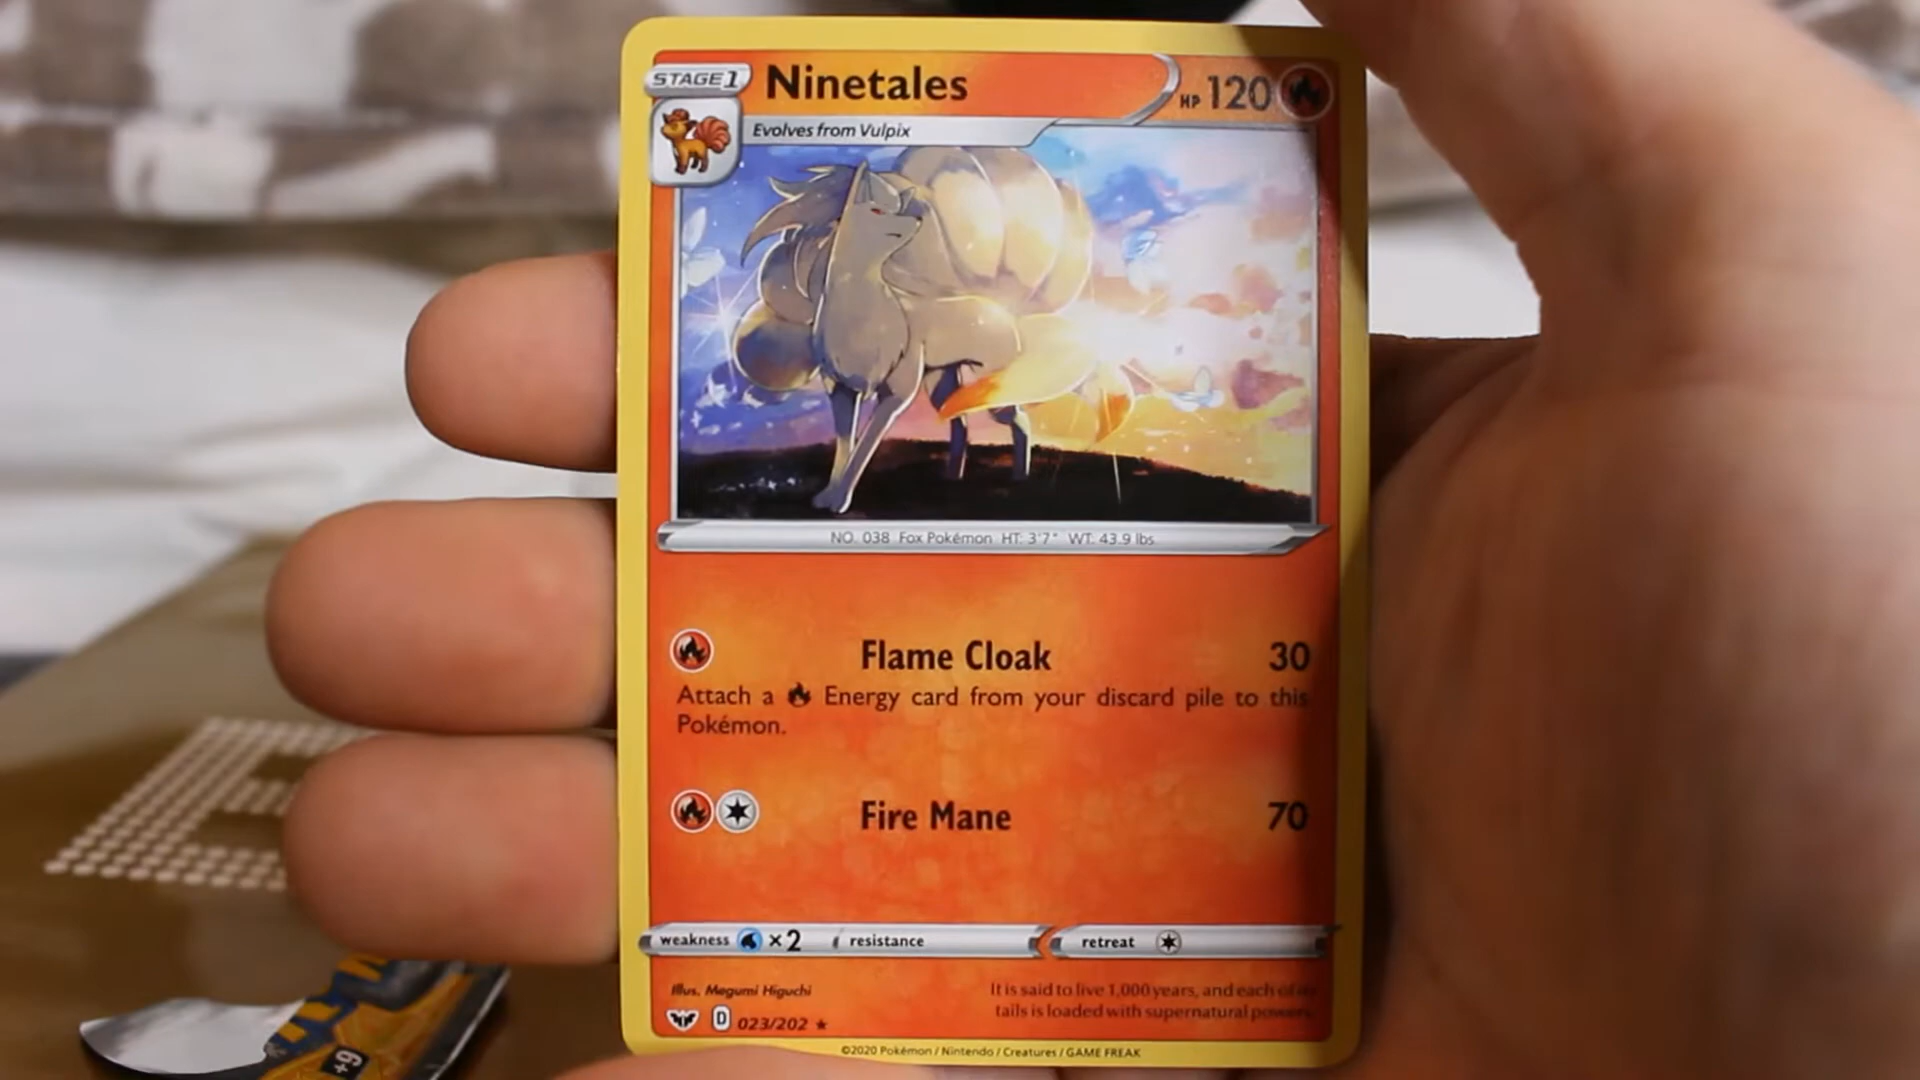 STAGE 1 Ninetales HP 120
Evolves from Vulpix
NO. 038 Fox Pokémon HT: 3'7" WT: 43.9 lbs.
Flame Cloak 30
Attach a Energy card from your discard pile to this
Pokémon.
Fire Mane 70
weakness ×2 resistance retreat
Illus. Megumi Higuchi
It is said to live 1,000 years, and each of its
tails is loaded with supernatural powers.
D 023/202 ★
©2020 Pokémon / Nintendo / Creatures / GAME FREAK
+9